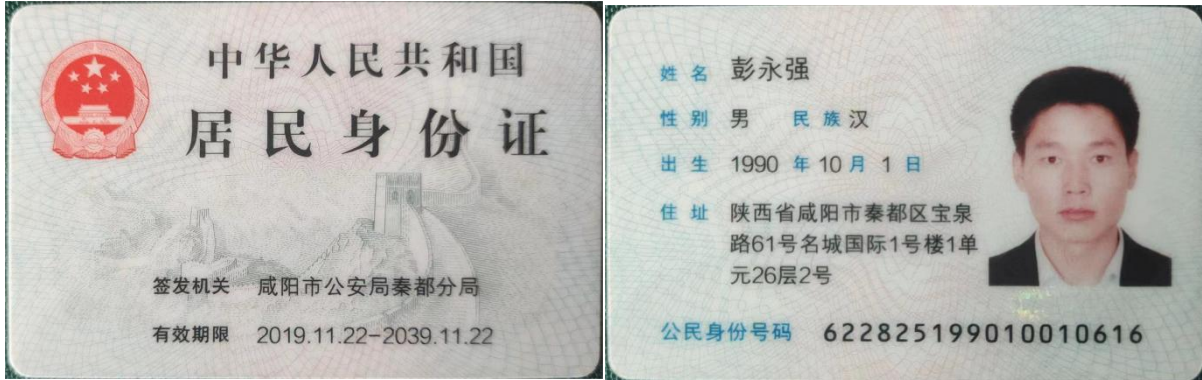 中华人民共和国
居民身份证
签发机关 咸阳市公安局秦都分局
有效期限 2019.11.22-2039.11.22
姓名 彭永强
性别 男 民族 汉
出生 1990 年 10 月 1 日
住址 陕西省咸阳市秦都区宝泉
路61号名城国际1号楼1单
元26层2号
公民身份号码 622825199010010616